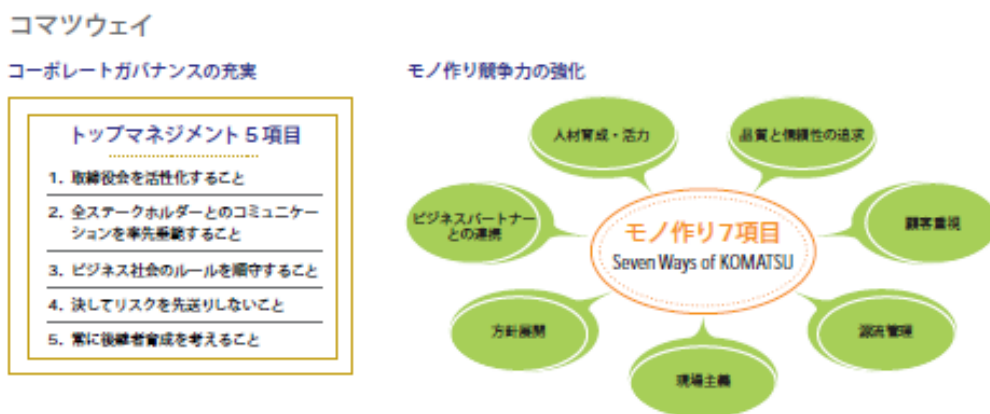 コマツウェイ
コーポレートガバナンスの充実
トップマネジメント5項目
1. 取締役会を活性化すること
2. 全ステークホルダーとのコミュニケー
ションを率先垂範すること
3. ビジネス社会のルールを順守すること
4. 決してリスクを先送りしないこと
5. 常に後継者育成を考えること
モノ作り競争力の強化
人材育成・活力
品質と信頼性の追求
ビジネスパートナー
との連携
モノ作り7項目
Seven Ways of KOMATSU
顧客重視
方針展開
源流管理
現場主義